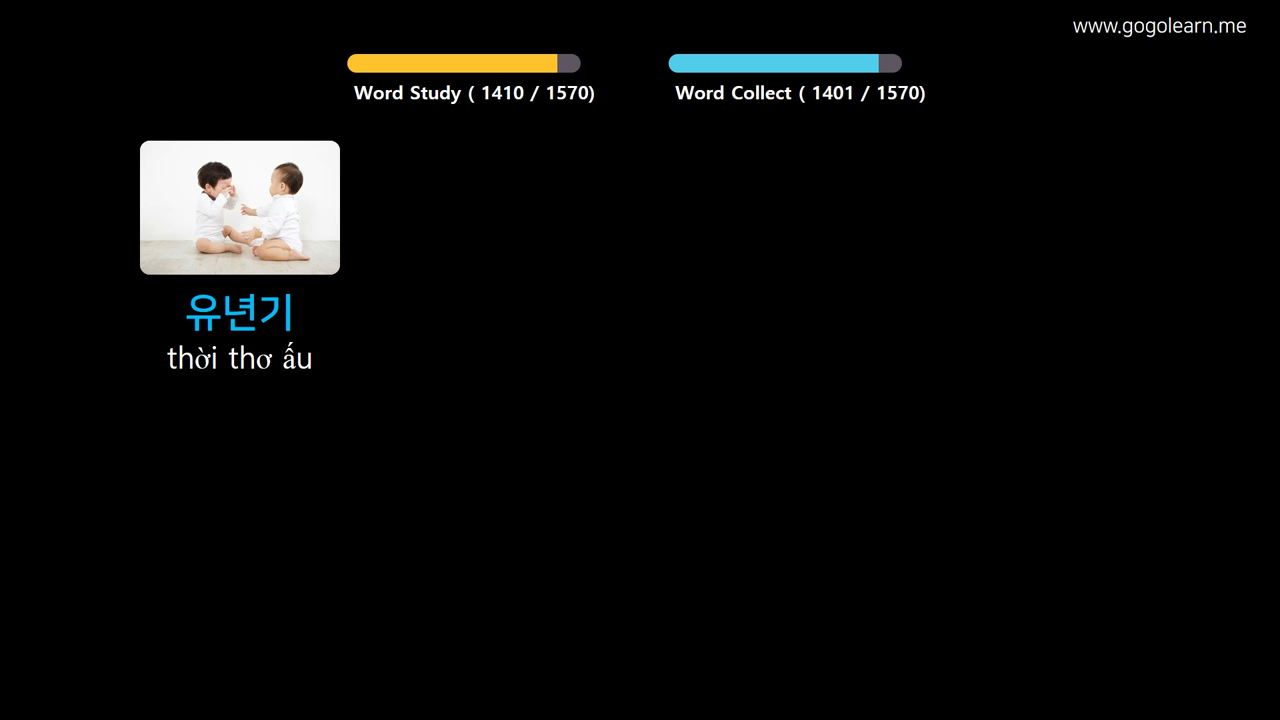 www.gogolearn.me
Word Study ( 1410 / 1570)
Word Collect ( 1401 / 1570)
유년기
thời thơ ấu